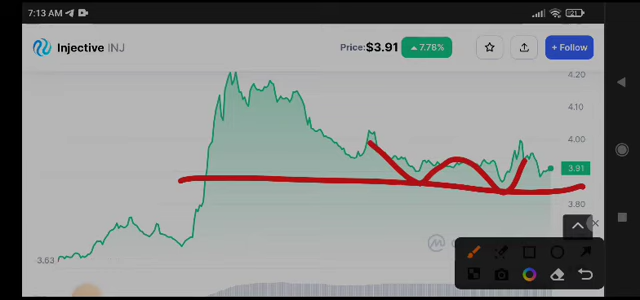 7:13 AM
Injective INJ
Price: $3.91
7.78%
+ Follow
4.20
4.10
4.00
3.91
3.80
3.63